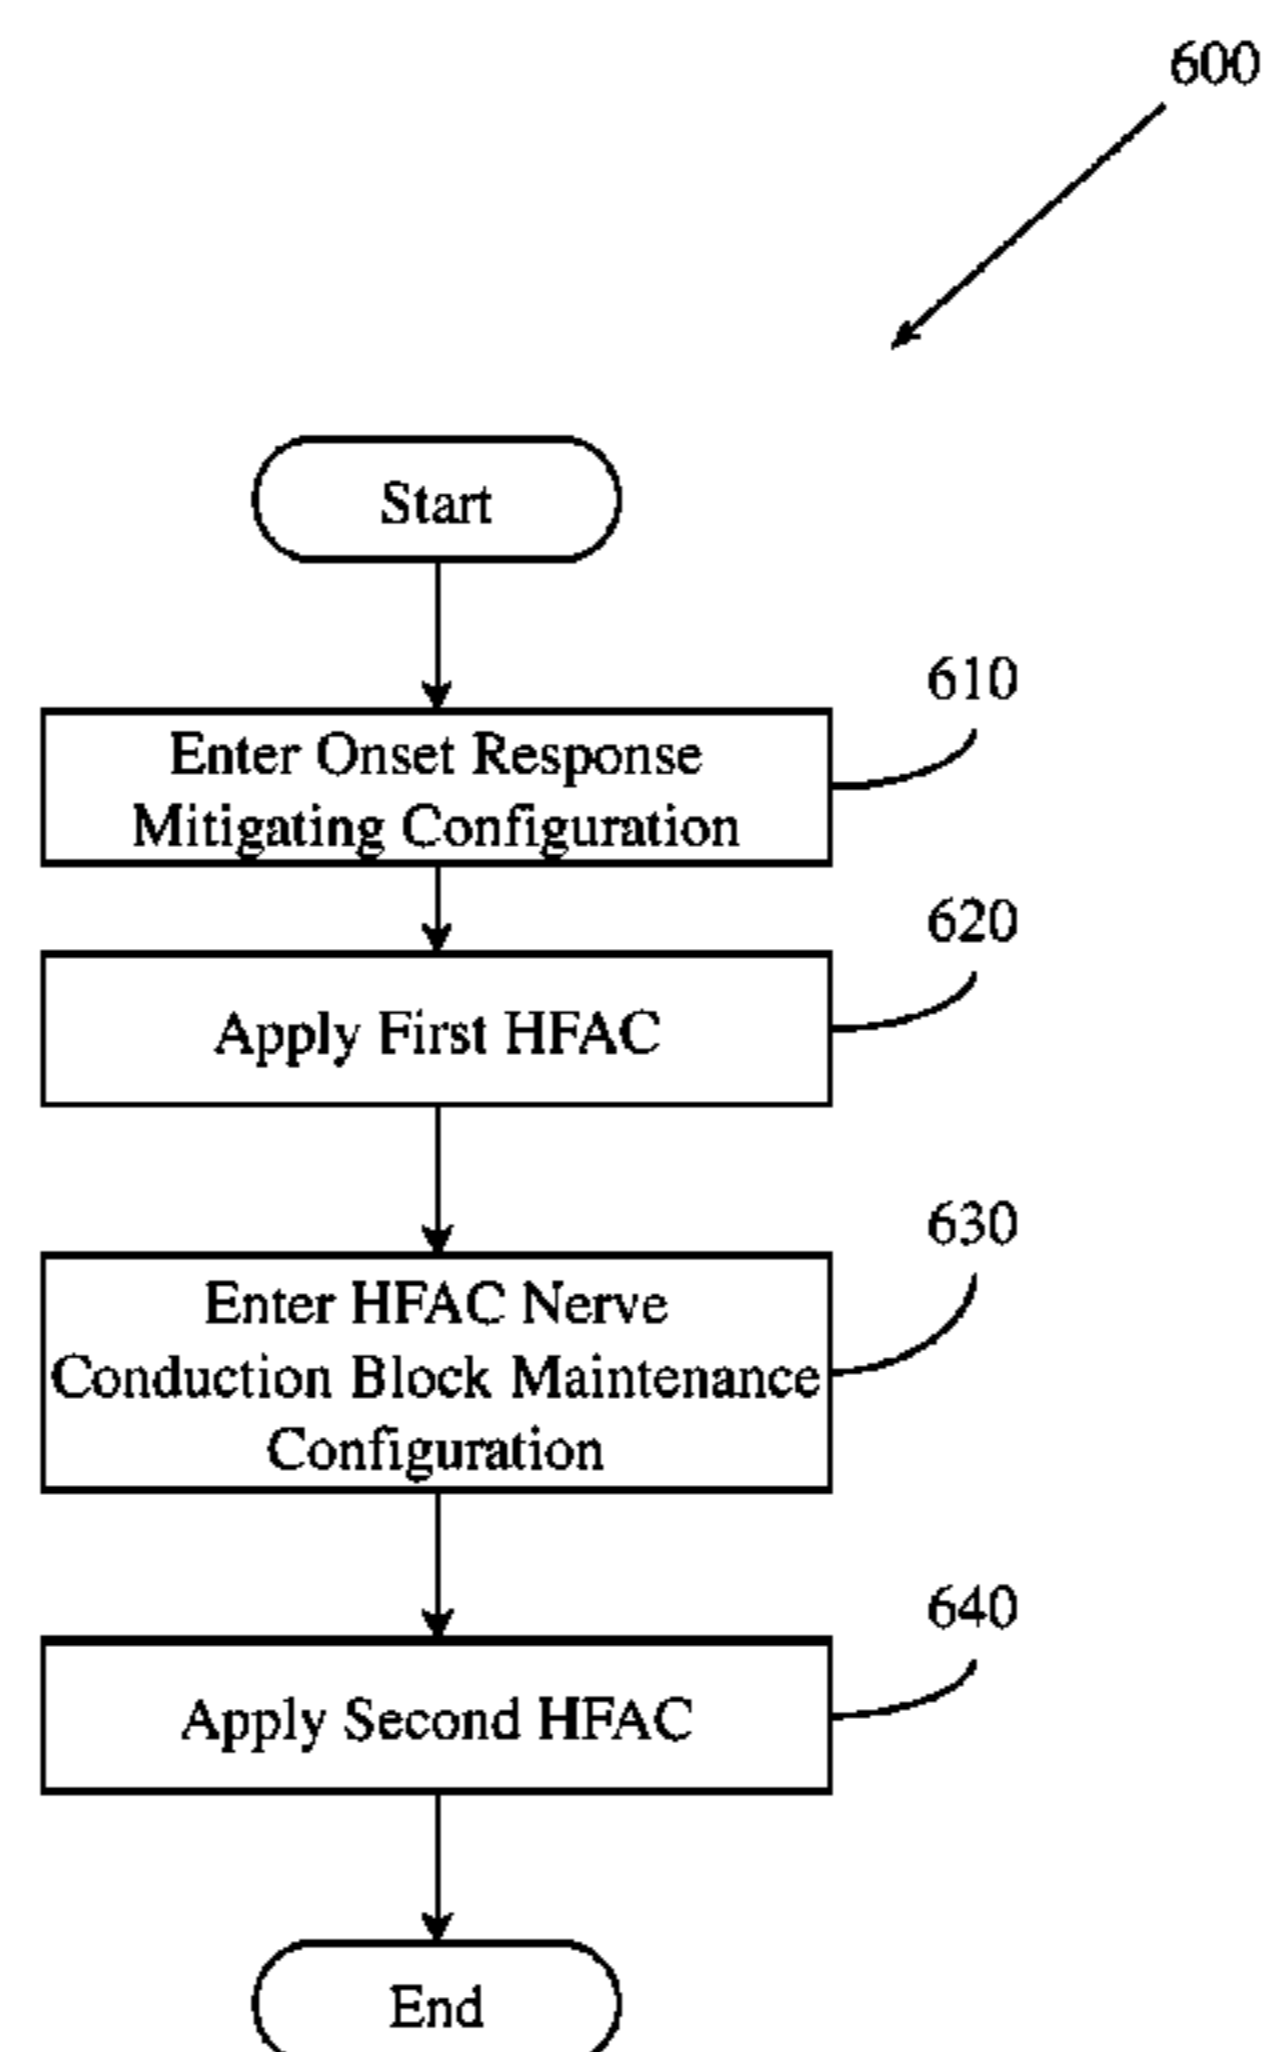 600
Start
610
Enter Onset Response
Mitigating Configuration
620
Apply First HFAC
630
Enter HFAC Nerve
Conduction Block Maintenance
Configuration
640
Apply Second HFAC
End